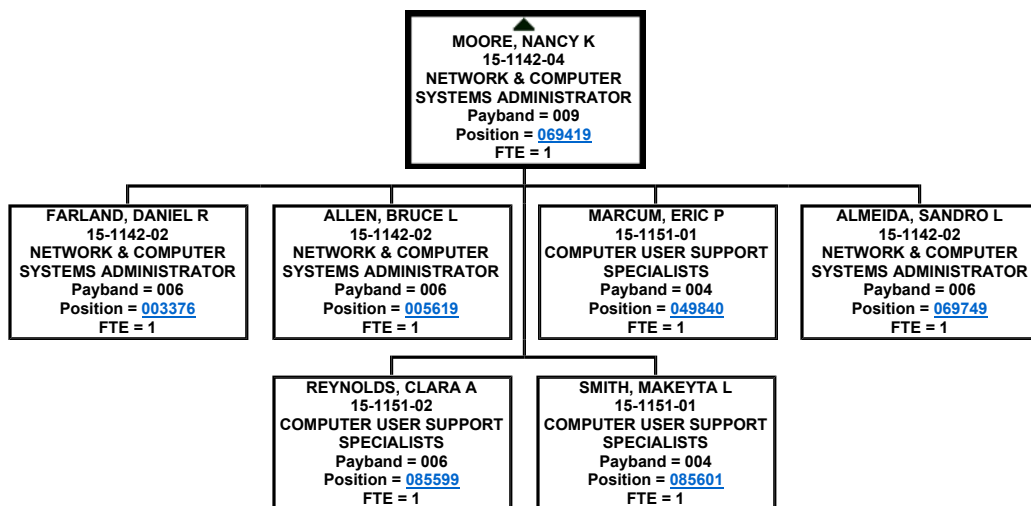 MOORE, NANCY K
15-1142-04
NETWORK & COMPUTER
SYSTEMS ADMINISTRATOR
Payband = 009
Position = 069419
FTE = 1
FARLAND, DANIEL R
15-1142-02
NETWORK & COMPUTER
SYSTEMS ADMINISTRATOR
Payband = 006
Position = 003376
FTE = 1
ALLEN, BRUCE L
15-1142-02
NETWORK & COMPUTER
SYSTEMS ADMINISTRATOR
Payband = 006
Position = 005619
FTE = 1
MARCUM, ERIC P
15-1151-01
COMPUTER USER SUPPORT
SPECIALISTS
Payband = 004
Position = 049840
FTE = 1
ALMEIDA, SANDRO L
15-1142-02
NETWORK & COMPUTER
SYSTEMS ADMINISTRATOR
Payband = 006
Position = 069749
FTE = 1
REYNOLDS, CLARA A
15-1151-02
COMPUTER USER SUPPORT
SPECIALISTS
Payband = 006
Position = 085599
FTE = 1
SMITH, MAKEYTA L
15-1151-01
COMPUTER USER SUPPORT
SPECIALISTS
Payband = 004
Position = 085601
FTE = 1